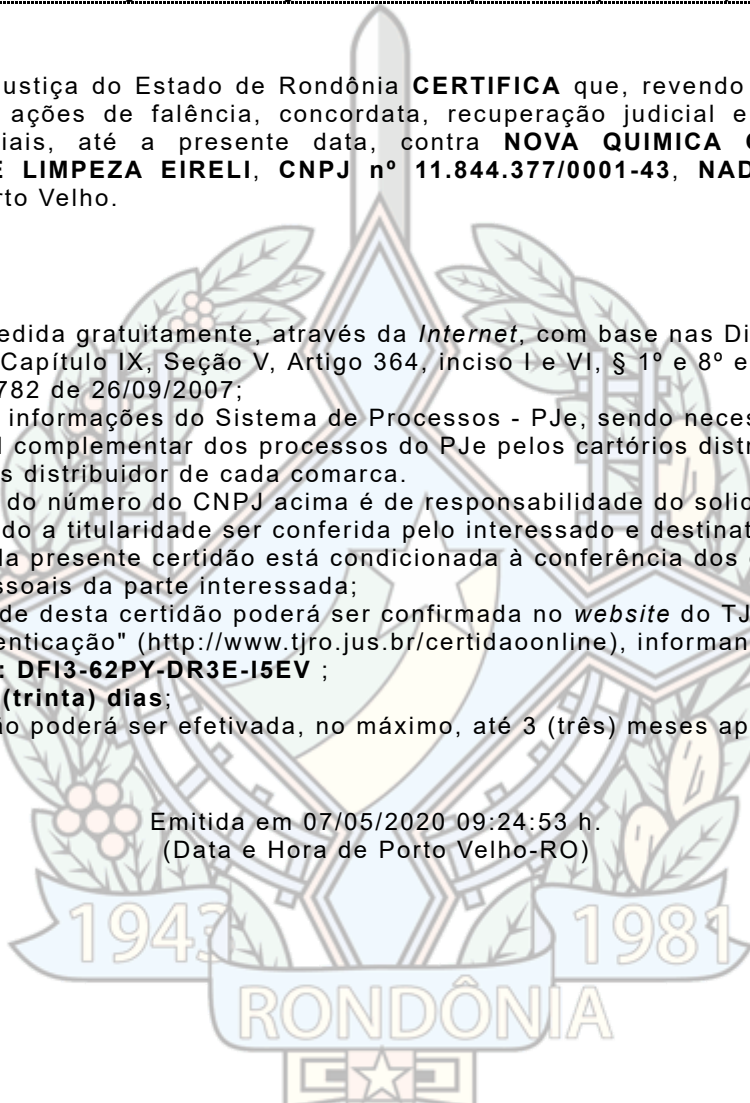 ustiça do Estado de Rondônia CERTIFICA que, revendo
ações de falência, concordata, recuperação judicial e
iais, até a presente data, contra NOVA QUIMICA
E LIMPEZA EIRELI, CNPJ nº 11.844.377/0001-43, NAD
rto Velho.
edida gratuitamente, através da Internet, com base nas Di
Capítulo IX, Seção V, Artigo 364, inciso I e VI, § 1º e 8º e
782 de 26/09/2007;
informações do Sistema de Processos - PJe, sendo neces
l complementar dos processos do PJe pelos cartórios distr
s distribuidor de cada comarca.
do número do CNPJ acima é de responsabilidade do solic
do a titularidade ser conferida pelo interessado e destinat
da presente certidão está condicionada à conferência dos
ssoais da parte interessada;
de desta certidão poderá ser confirmada no website do TJ
enticação" (http://www.tjro.jus.br/certidaoonline), informan
: DFI3-62PY-DR3E-I5EV ;
(trinta) dias;
ão poderá ser efetivada, no máximo, até 3 (três) meses ap
Emitida em 07/05/2020 09:24:53 h.
(Data e Hora de Porto Velho-RO)
1943 1981
RONDÔNIA